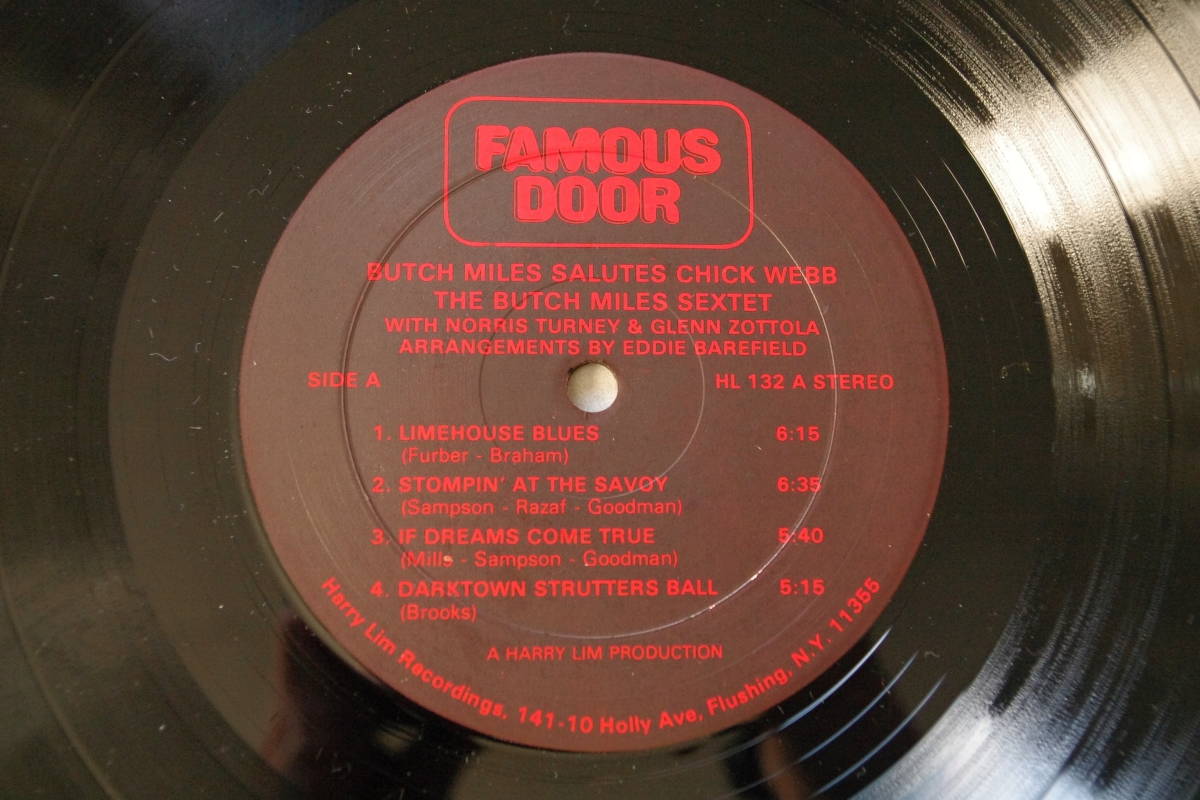 FAMOUS
DOOR
BUTCH MILES SALUTES CHICK WEBB
THE BUTCH MILES SEXTET
WITH NORRIS TURNEY & GLENN ZOTTOLA
ARRANGEMENTS BY EDDIE BAREFIELD
SIDE A HL 132 A STEREO
1. LIMEHOUSE BLUES 6:15
(Furber - Braham)
2. STOMPIN' AT THE SAVOY 6:35
(Sampson - Razaf - Goodman)
3. IF DREAMS COME TRUE 5:40
(Mills - Sampson - Goodman)
4. DARKTOWN STRUTTERS BALL 5:15
(Brooks)
A HARRY LIM PRODUCTION
Harry Lim Recordings, 141-10 Holly Ave, Flushing, N.Y. 11355